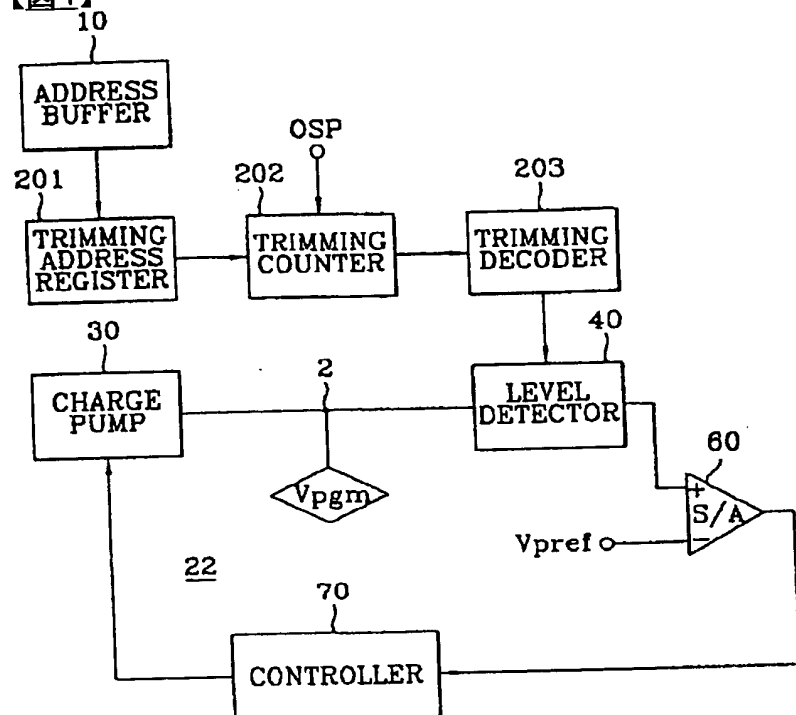 10
ADDRESS
BUFFER
OSP
201
202
203
TRIMMING
ADDRESS
REGISTER
TRIMMING
COUNTER
TRIMMING
DECODER
30
2
40
CHARGE
PUMP
LEVEL
DETECTOR
Vpgm
60
+
S/A
−
Vpref
22
70
CONTROLLER